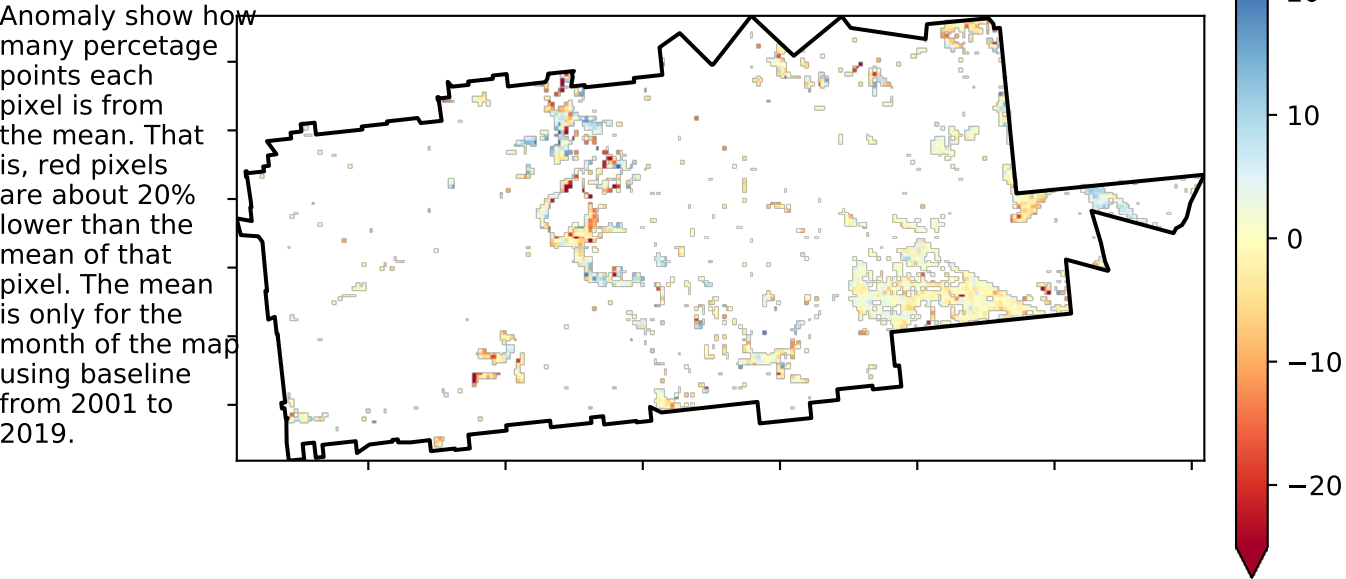 Anomaly show how
many percetage
points each
pixel is from
the mean. That
is, red pixels
are about 20%
lower than the
mean of that
pixel. The mean
is only for the
month of the map
using baseline
from 2001 to
2019.
10
0
−10
−20